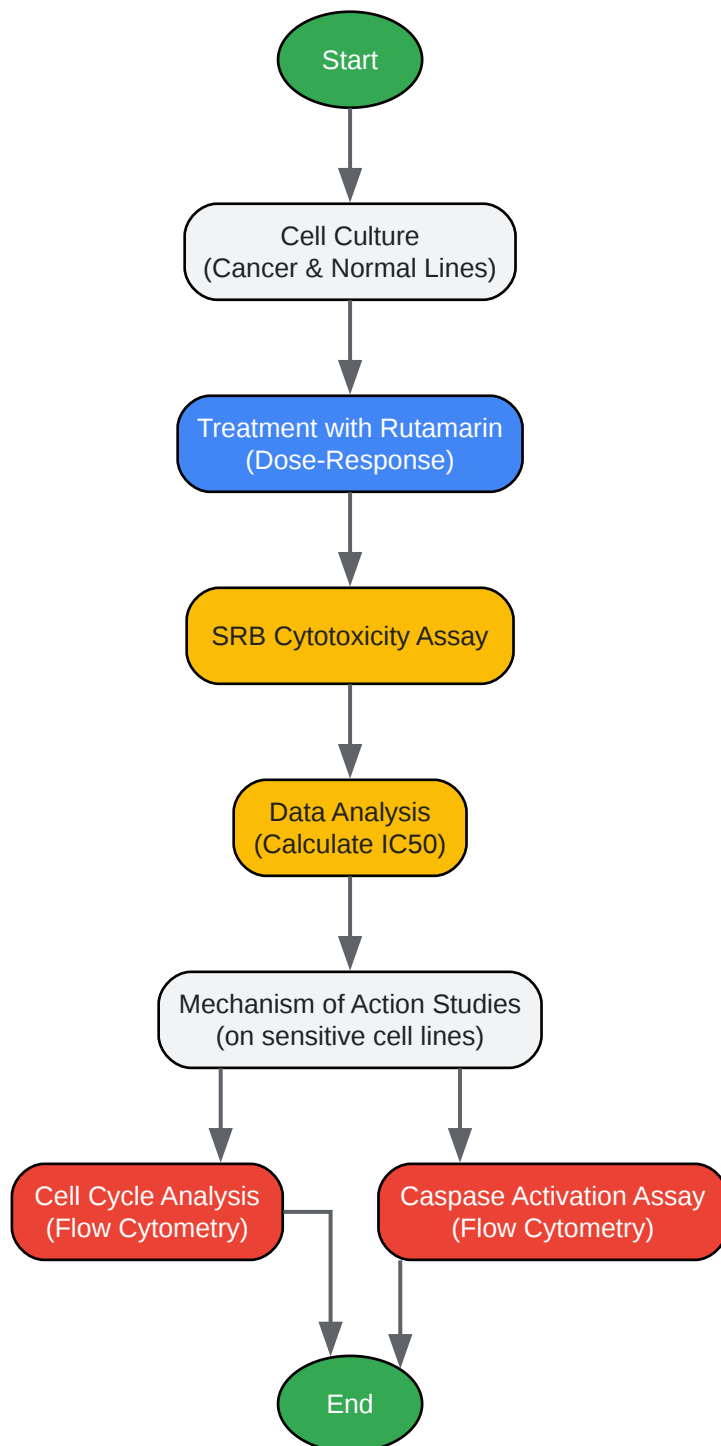 Start
Cell Culture
(Cancer & Normal Lines)
Treatment with Rutamarin
(Dose-Response)
SRB Cytotoxicity Assay
Data Analysis
(Calculate IC50)
Mechanism of Action Studies
(on sensitive cell lines)
Cell Cycle Analysis
(Flow Cytometry)
Caspase Activation Assay
(Flow Cytometry)
End